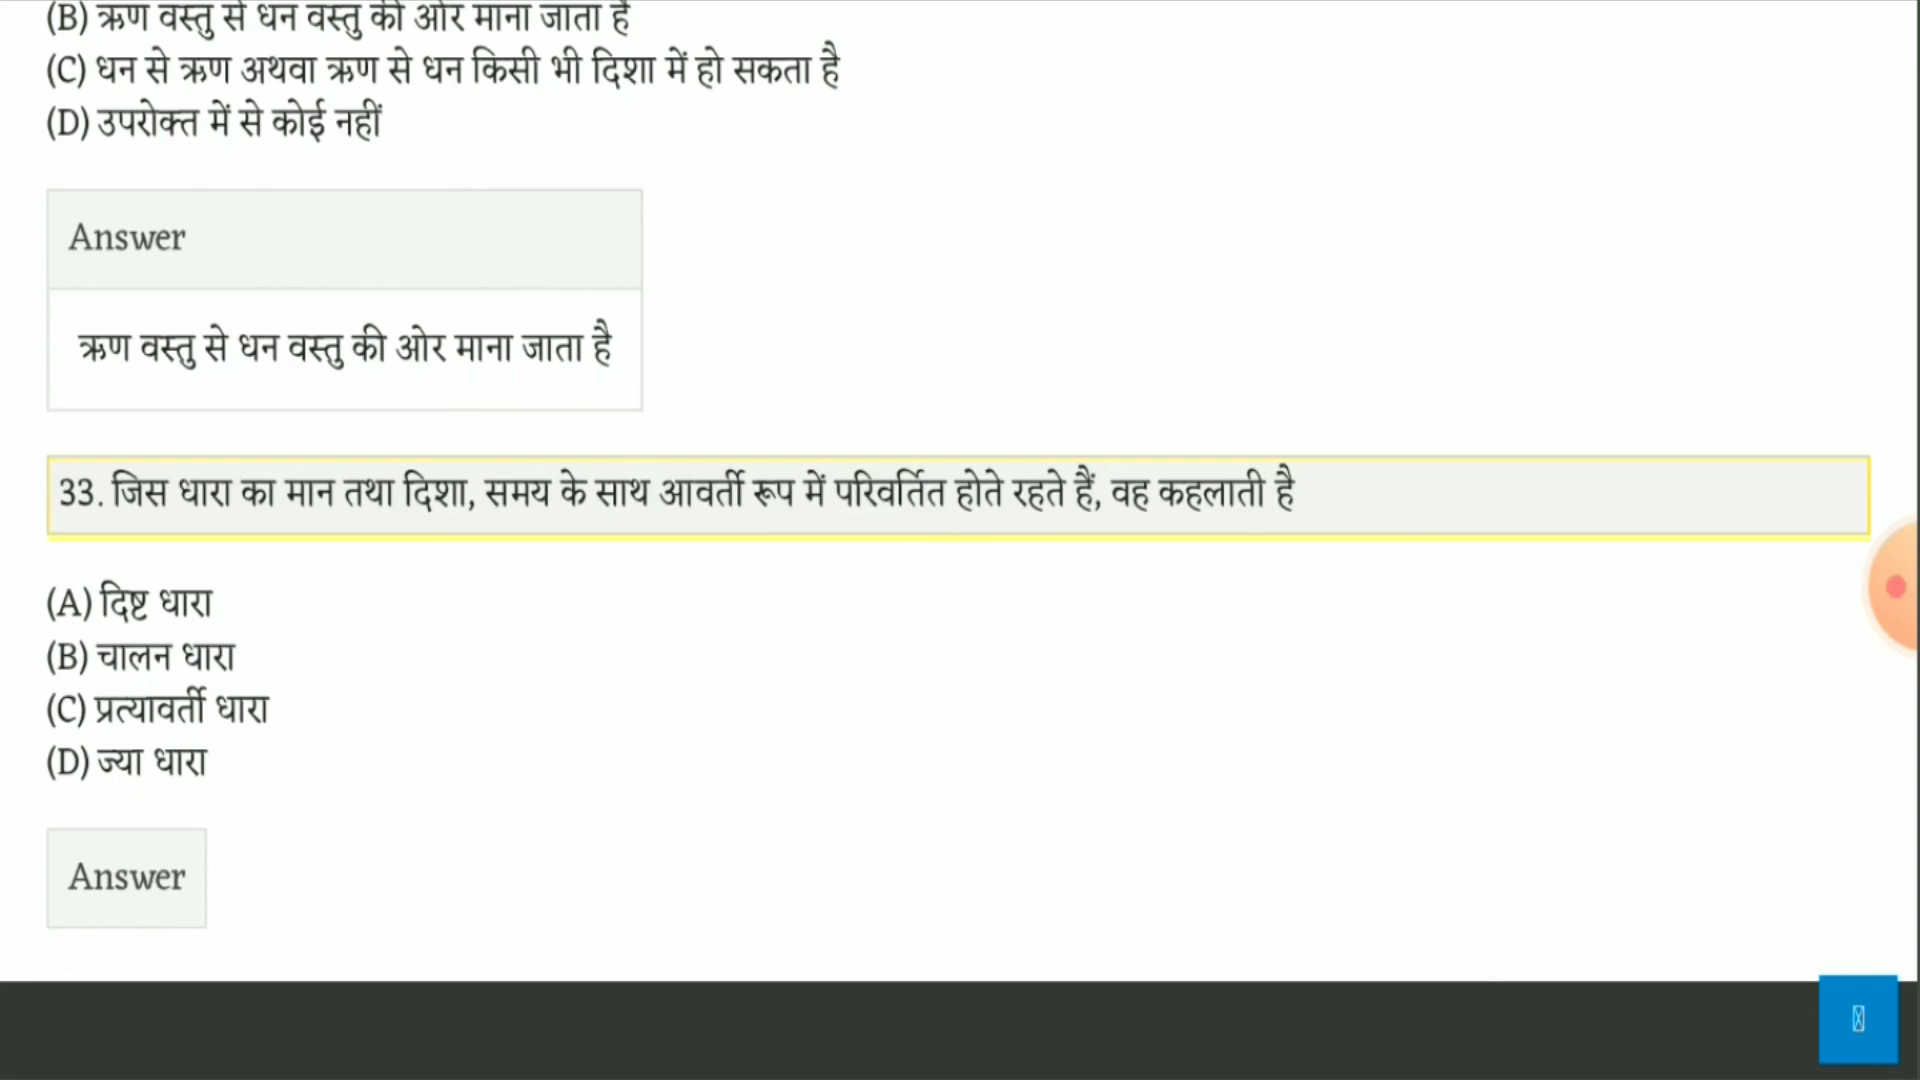 (B) ऋण वस्तु से धन वस्तु की ओर माना जाता है
(C) धन से ऋण अथवा ऋण से धन किसी भी दिशा में हो सकता है
(D) उपरोक्त में से कोई नहीं
Answer
ऋण वस्तु से धन वस्तु की ओर माना जाता है
33. जिस धारा का मान तथा दिशा, समय के साथ आवर्ती रूप में परिवर्तित होते रहते हैं, वह कहलाती है
(A) दिष्ट धारा
(B) चालन धारा
(C) प्रत्यावर्ती धारा
(D) ज्या धारा
Answer